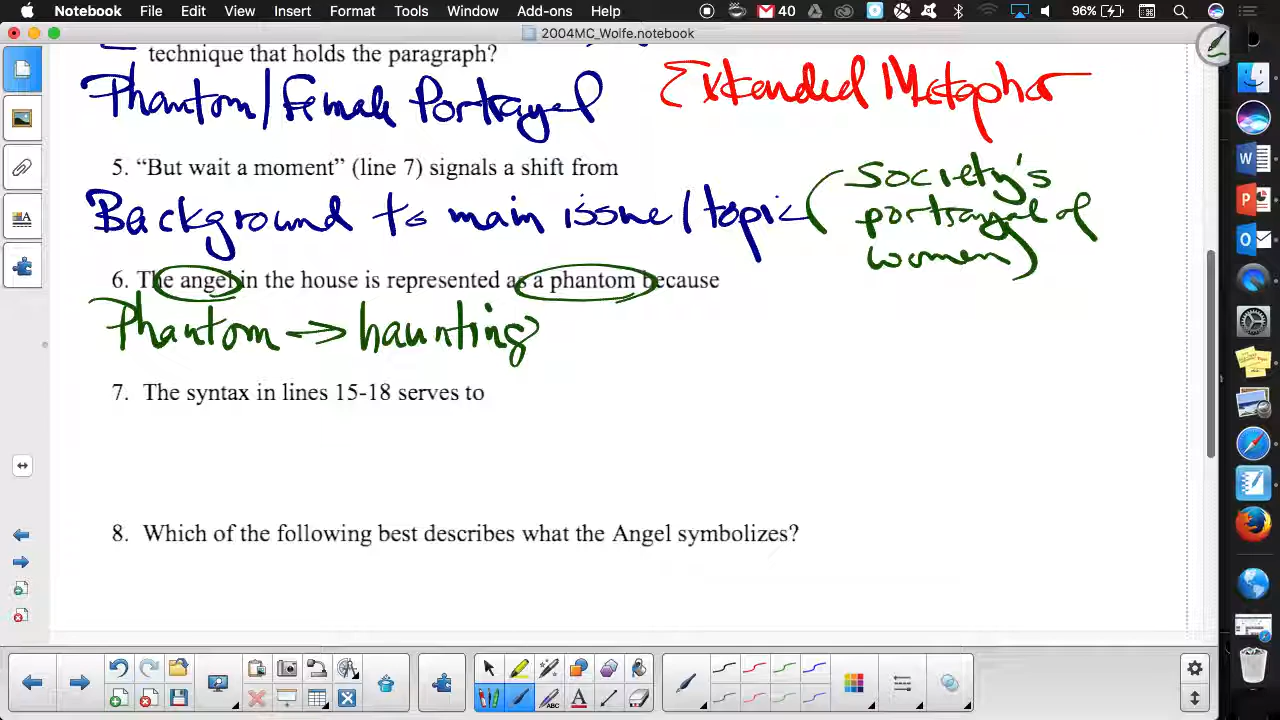 Notebook File Edit View Insert Format Tools Window Add-ons Help 40 96%
2004MC_Wolfe.notebook
technique that holds the paragraph?
Phantom/Female Portrayal Extended Metaphor
5. “But wait a moment” (line 7) signals a shift from
Background to main issue/topic (society's
portrayal of
women)
6. The angel in the house is represented as a phantom because
Phantom → haunting
7. The syntax in lines 15-18 serves to
8. Which of the following best describes what the Angel symbolizes?